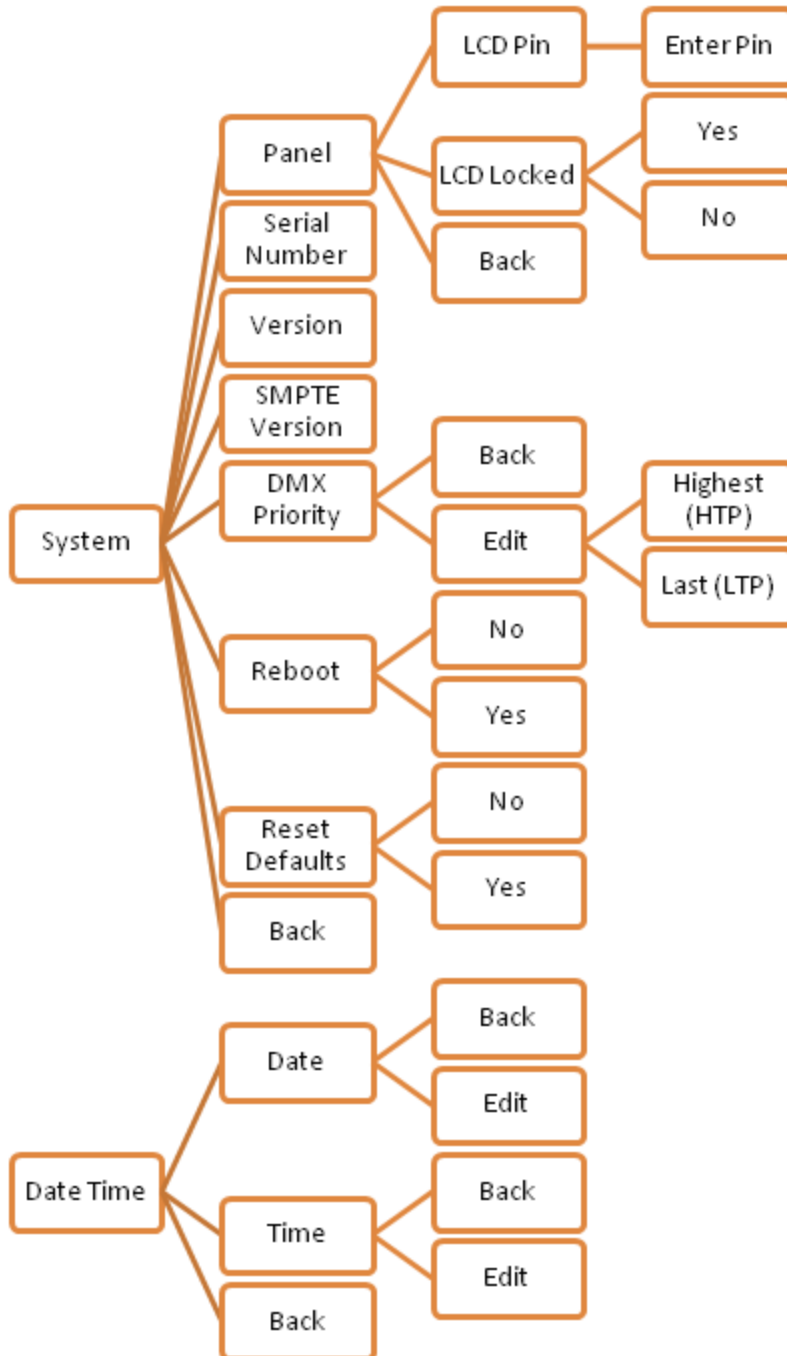 LCD Pin
Enter Pin
Panel
LCD Locked
Yes
No
Serial
Number
Back
Version
SMPTE
Version
System
DMX
Priority
Back
Edit
Highest
(HTP)
Last (LTP)
Reboot
No
Yes
Reset
Defaults
No
Yes
Back
Date Time
Date
Back
Edit
Time
Back
Edit
Back